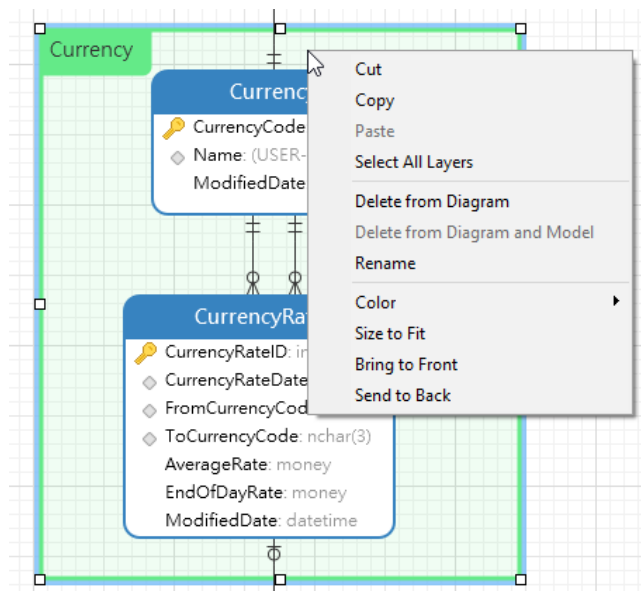 Currency
Currency
CurrencyCode
Name: (USER-
ModifiedDate
CurrencyRa
CurrencyRateID: in
CurrencyRateDate
FromCurrencyCod
ToCurrencyCode: nchar(3)
AverageRate: money
EndOfDayRate: money
ModifiedDate: datetime
Cut
Copy
Paste
Select All Layers
Delete from Diagram
Delete from Diagram and Model
Rename
Color
Size to Fit
Bring to Front
Send to Back